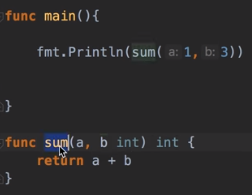 func main(){
fmt.Println(sum( a: 1, b: 3))
}
func sum(a, b int) int {
return a + b
}